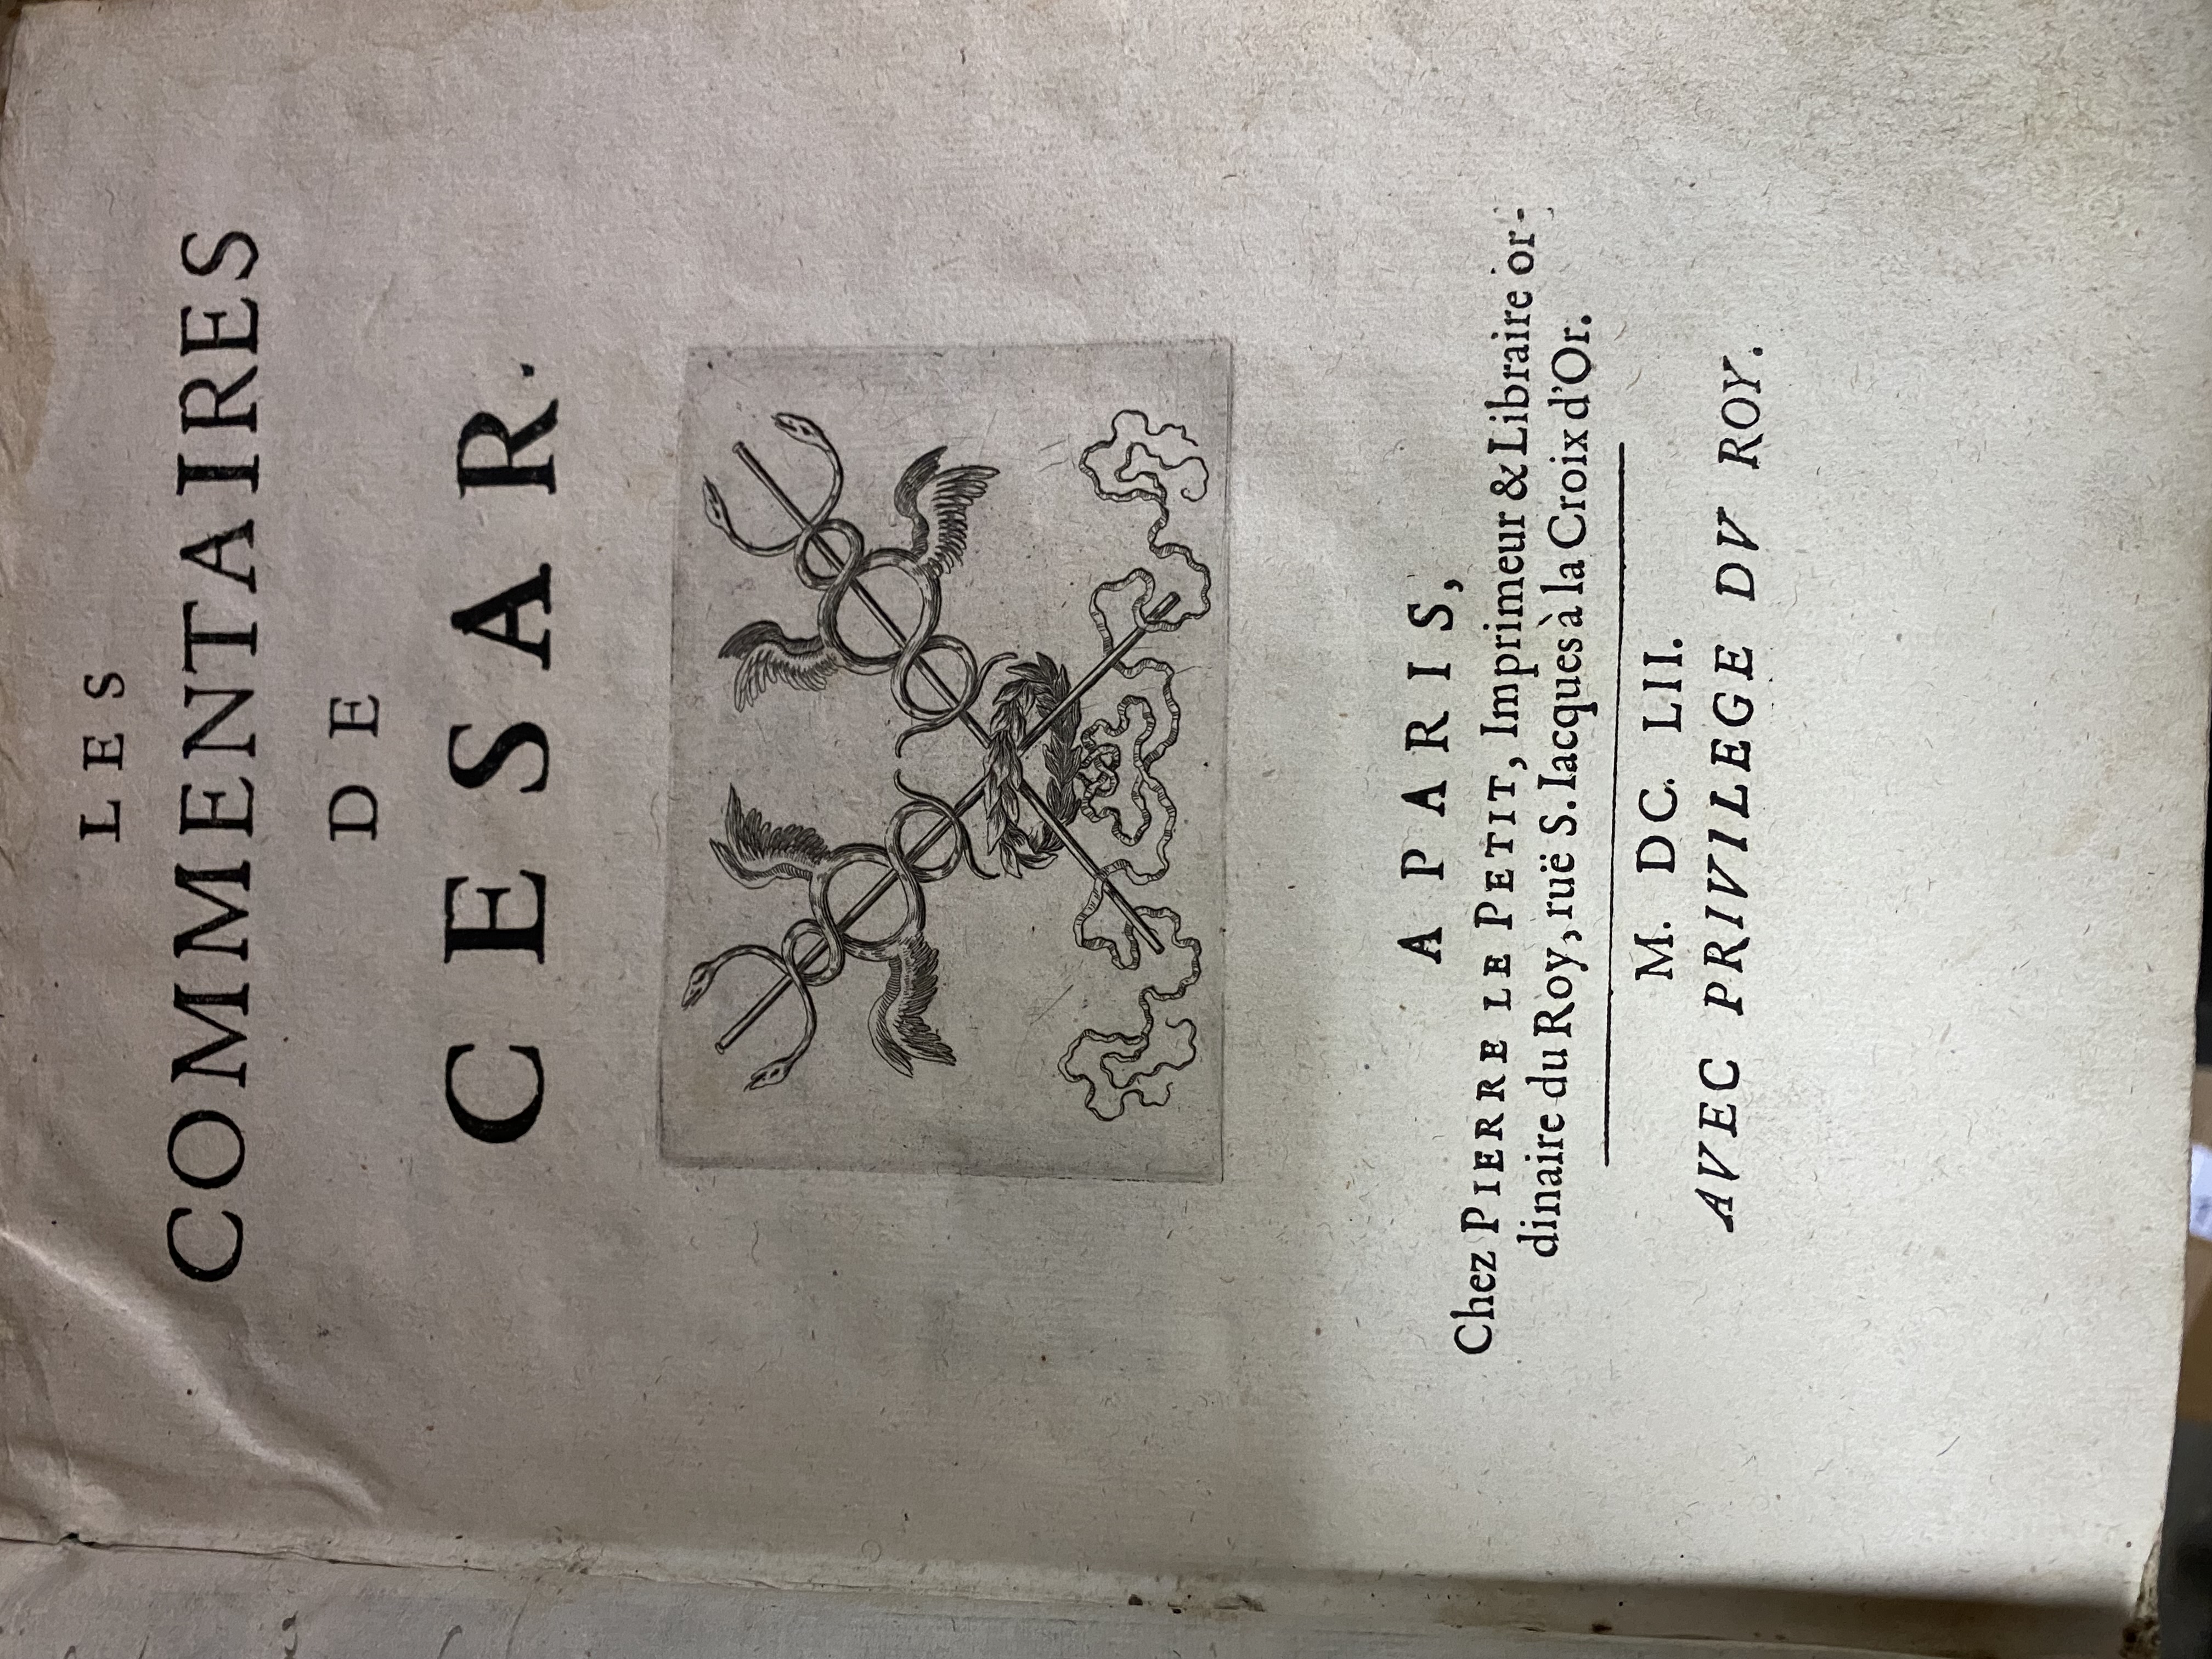 LES
COMMENTAIRES
DE
CESAR.
A PARIS,
Chez PIERRE LE PETIT, Imprimeur & Libraire or-
dinaire du Roy, ruë S. Iacques à la Croix d'Or.
M. DC. LII.
AVEC PRIVILEGE DV ROY.